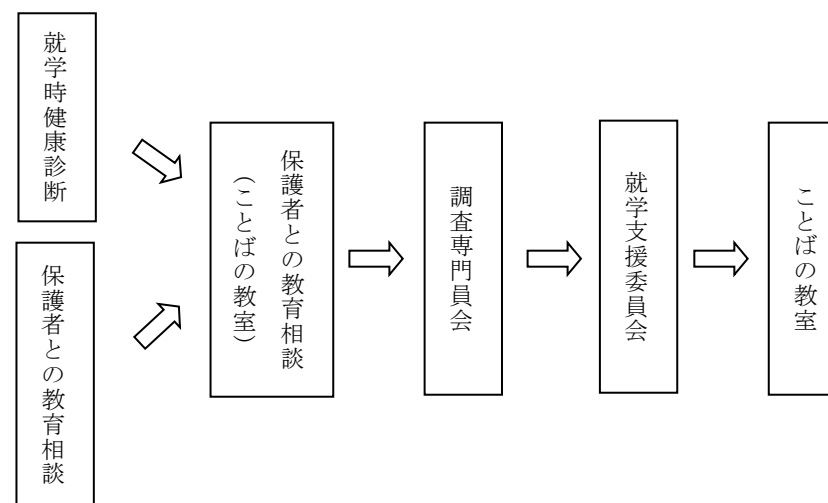 就学時健康診断
保護者との教育相談
保護者との教育相談
（ことばの教室）
調査専門員会
就学支援委員会
ことばの教室